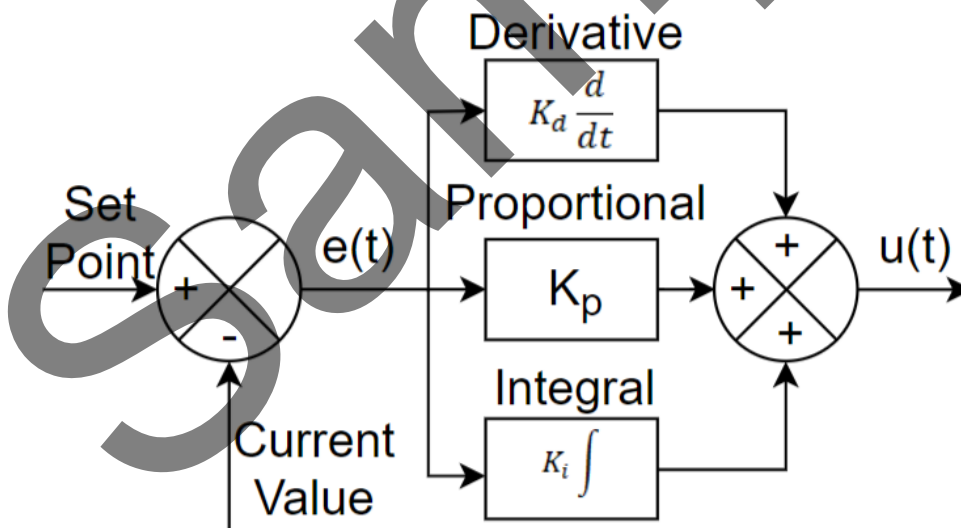 Derivative
K_d d/dt
Set
Point
Proportional
e(t)
u(t)
+
-
K_p
+
+
+
Integral
K_i ∫
Current
Value